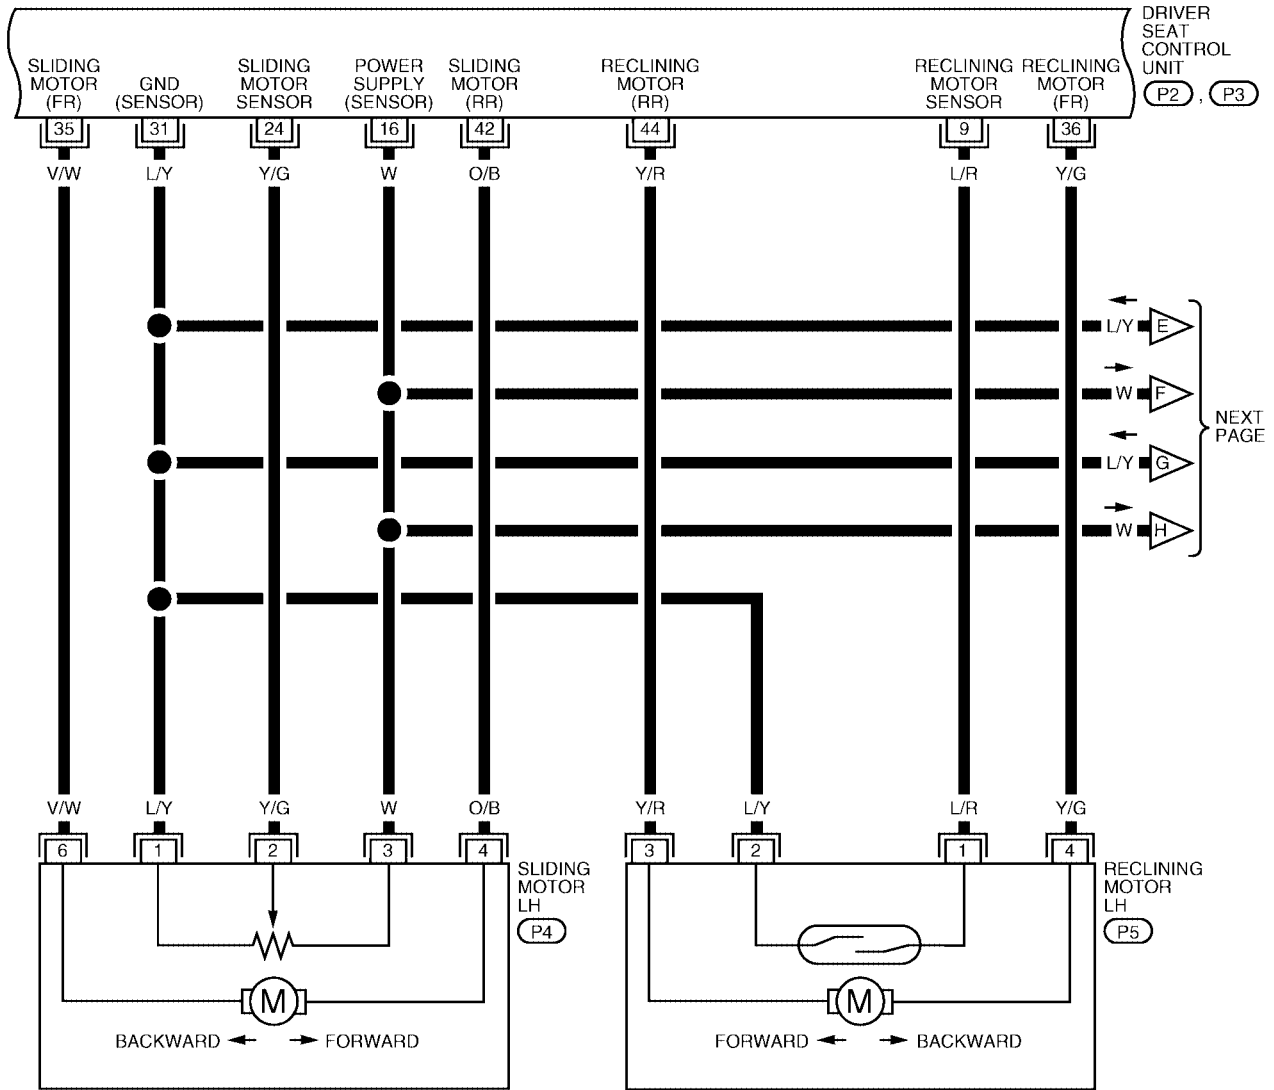 DRIVER
SEAT
CONTROL
UNIT
P2 , P3
SLIDING
MOTOR
(FR)
GND
(SENSOR)
SLIDING
MOTOR
SENSOR
POWER
SUPPLY
(SENSOR)
SLIDING
MOTOR
(RR)
RECLINING
MOTOR
(RR)
RECLINING
MOTOR
SENSOR
RECLINING
MOTOR
(FR)
35 31 24 16 42 44 9 36
V/W L/Y Y/G W O/B Y/R L/R Y/G
L/Y E
W F
L/Y G
W H
NEXT
PAGE
V/W L/Y Y/G W O/B Y/R L/Y L/R Y/G
6 1 2 3 4 3 2 1 4
SLIDING
MOTOR
LH
P4
RECLINING
MOTOR
LH
P5
M
BACKWARD FORWARD
M
FORWARD BACKWARD